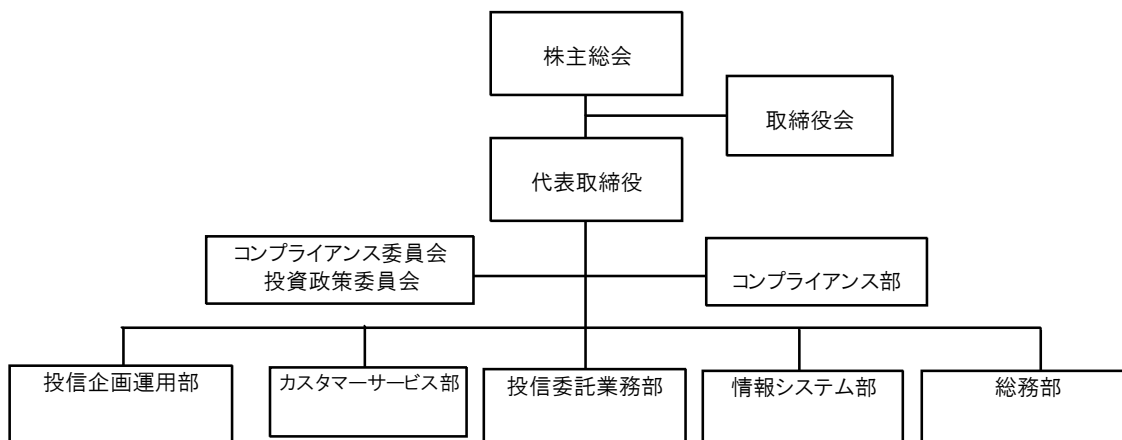 株主総会
取締役会
代表取締役
コンプライアンス委員会
投資政策委員会
コンプライアンス部
投信企画運用部
カスタマーサービス部
投信委託業務部
情報システム部
総務部